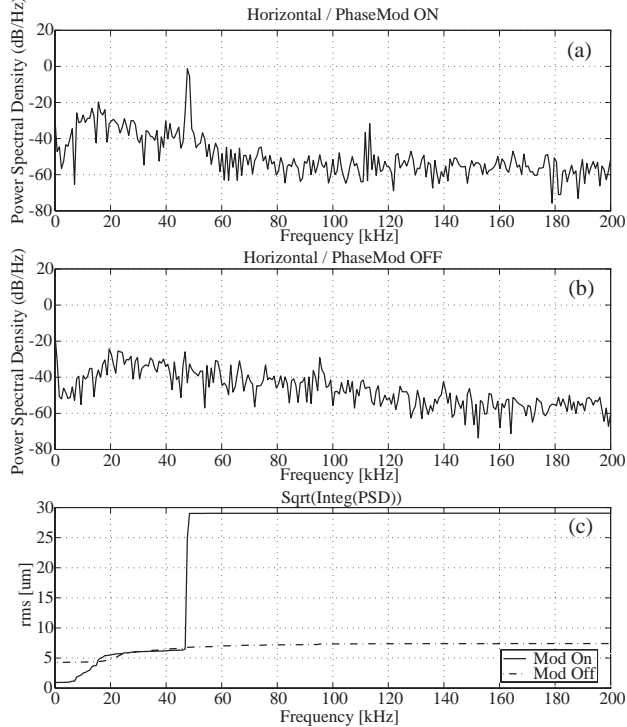 Horizontal / PhaseMod ON
Power Spectral Density (dB/Hz)
20
0
-20
-40
-60
-80
(a)
0 20 40 60 80 100 120 140 160 180 200
Frequency [kHz]
Horizontal / PhaseMod OFF
Power Spectral Density (dB/Hz)
20
0
-20
-40
-60
-80
(b)
0 20 40 60 80 100 120 140 160 180 200
Frequency [kHz]
Sqrt(Integ(PSD))
rms [um]
30
25
20
15
10
5
0
(c)
Mod On
Mod Off
0 20 40 60 80 100 120 140 160 180 200
Frequency [kHz]